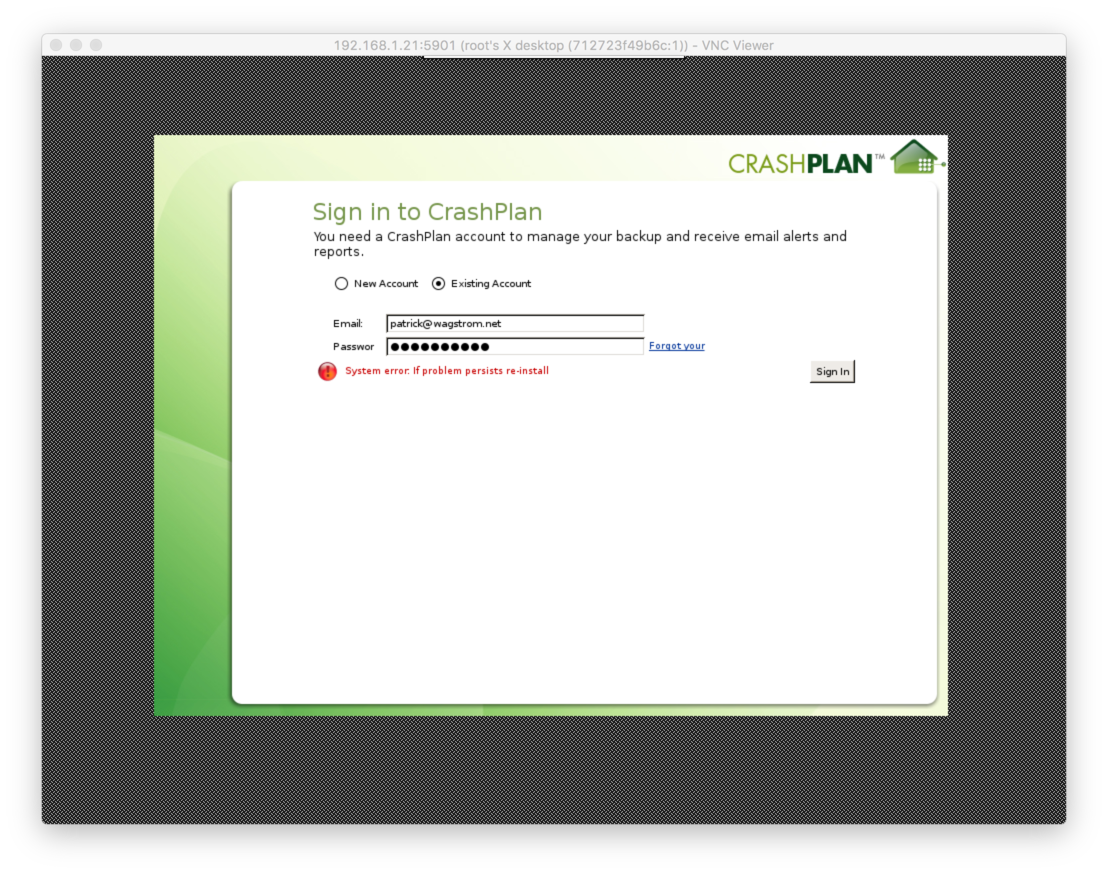 192.168.1.21:5901 (root's X desktop (712723f49b6c:1)) - VNC Viewer
CRASHPLAN™
Sign in to CrashPlan
You need a CrashPlan account to manage your backup and receive email alerts and
reports.
New Account Existing Account
Email: patrick@wagstrom.net
Passwor ●●●●●●●●●● Forgot your
System error: If problem persists re-install
Sign In